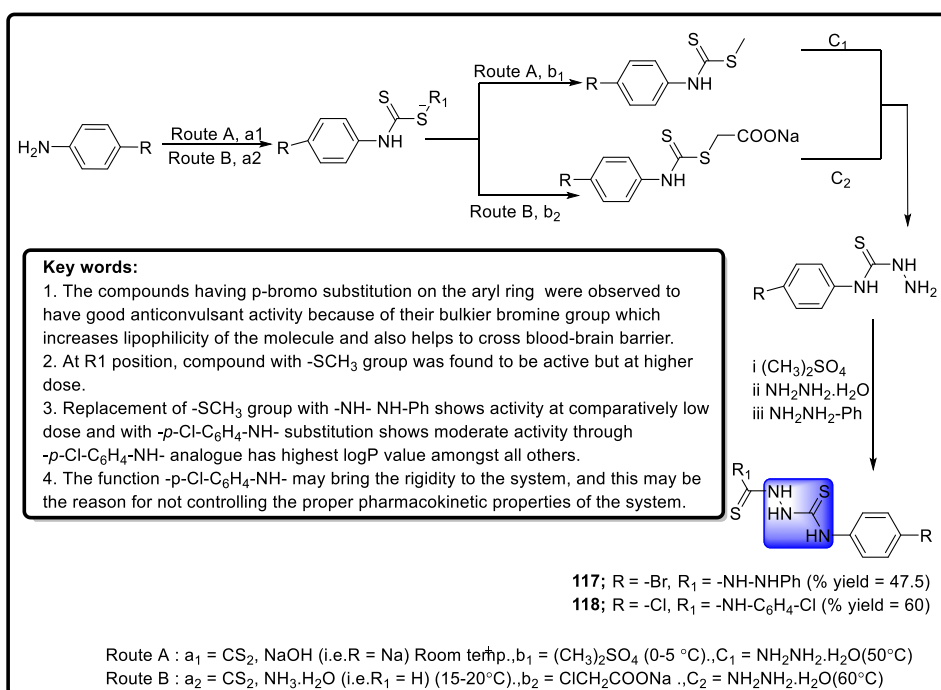 H2N
R
Route A, a1
Route B, a2
R
NH
S
S
–
R1
Route A, b1
Route B, b2
R
NH
S
S
R
NH
S
S
COONa
C1
C2
R
NH
S
NH
NH2
Key words:
1. The compounds having p-bromo substitution on the aryl ring were observed to
have good anticonvulsant activity because of their bulkier bromine group which
increases lipophilicity of the molecule and also helps to cross blood-brain barrier.
2. At R1 position, compound with -SCH3 group was found to be active but at higher
dose.
3. Replacement of -SCH3 group with -NH- NH-Ph shows activity at comparatively low
dose and with -p-Cl-C6H4-NH- substitution shows moderate activity through
-p-Cl-C6H4-NH- analogue has highest logP value amongst all others.
4. The function -p-Cl-C6H4-NH- may bring the rigidity to the system, and this may be
the reason for not controlling the proper pharmacokinetic properties of the system.
i (CH3)2SO4
ii NH2NH2.H2O
iii NH2NH2-Ph
R1
S
NH
HN
S
HN
R
117; R = -Br, R1 = -NH-NHPh (% yield = 47.5)
118; R = -Cl, R1 = -NH-C6H4-Cl (% yield = 60)
Route A : a1 = CS2, NaOH (i.e.R = Na) Room temp.,b1 = (CH3)2SO4 (0-5 °C).,C1 = NH2NH2.H2O(50°C)
+
Route B : a2 = CS2, NH3.H2O (i.e.R1 = H) (15-20°C).,b2 = ClCH2COONa .,C2 = NH2NH2.H2O(60°C)